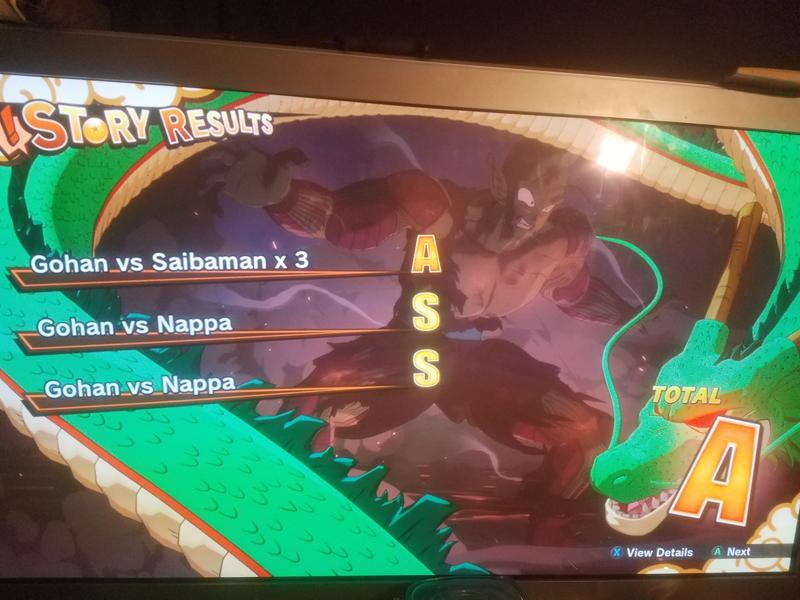 STORY RESULTS
Gohan vs Saibaman x 3 A
Gohan vs Nappa S
Gohan vs Nappa S
TOTAL
A
X View Details A Next